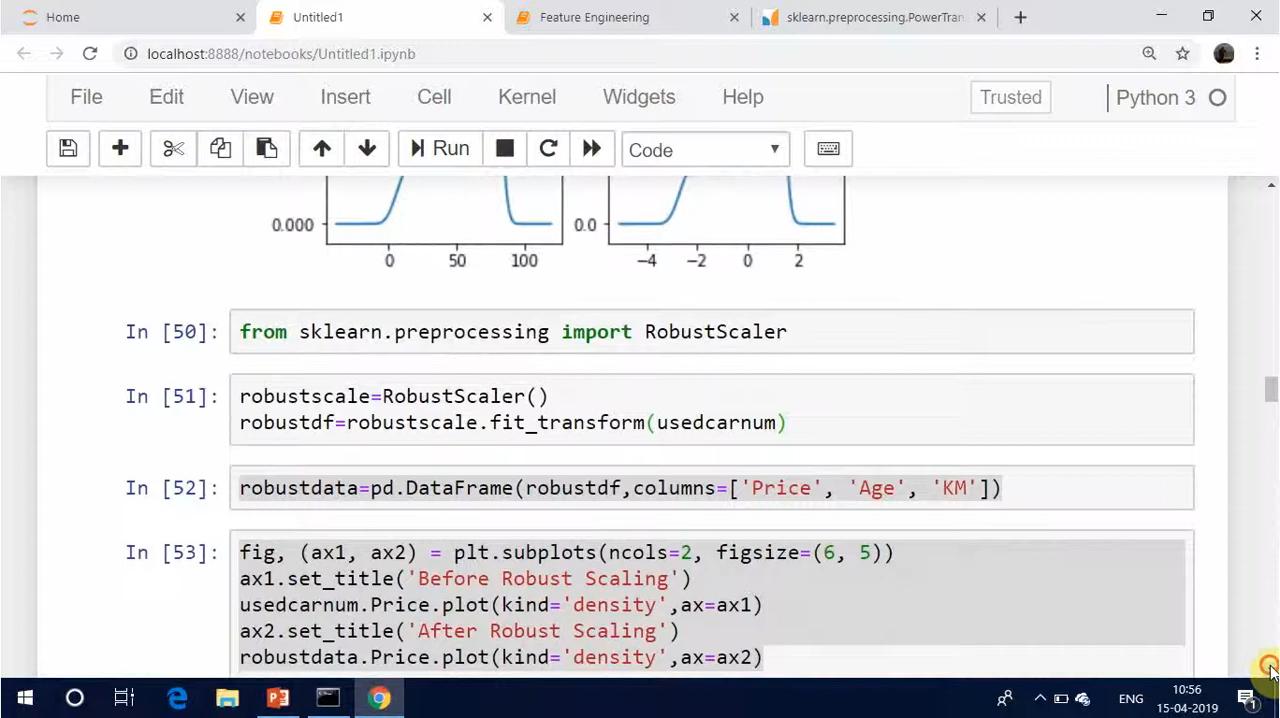 Home
Untitled1
Feature Engineering
sklearn.preprocessing.PowerTran
localhost:8888/notebooks/Untitled1.ipynb
File Edit View Insert Cell Kernel Widgets Help Trusted Python 3
Run Code
0.000 0.0
0 50 100 −4 −2 0 2
In [50]: from sklearn.preprocessing import RobustScaler
In [51]: robustscale=RobustScaler()
robustdf=robustscale.fit_transform(usedcarnum)
In [52]: robustdata=pd.DataFrame(robustdf,columns=['Price', 'Age', 'KM'])
In [53]: fig, (ax1, ax2) = plt.subplots(ncols=2, figsize=(6, 5))
ax1.set_title('Before Robust Scaling')
usedcarnum.Price.plot(kind='density',ax=ax1)
ax2.set_title('After Robust Scaling')
robustdata.Price.plot(kind='density',ax=ax2)
ENG 10:56
15-04-2019 1